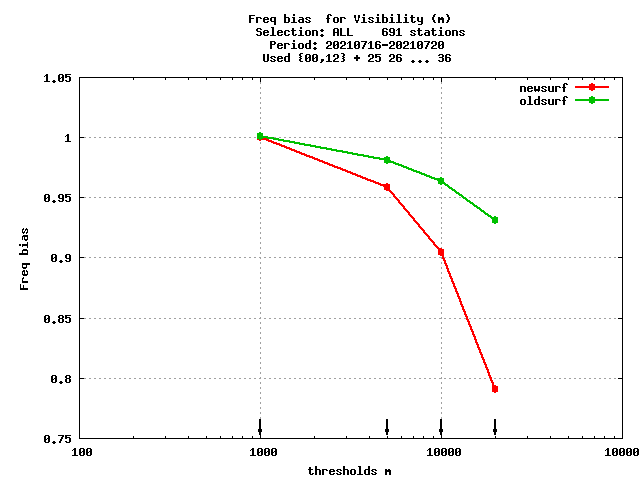 Freq bias  for Visibility (m)
Selection: ALL    691 stations
Period: 20210716-20210720
Used {00,12} + 25 26 ... 36
newsurf
oldsurf
1.05
1
0.95
0.9
0.85
0.8
0.75
Freq bias
100
1000
10000
10000
thresholds m